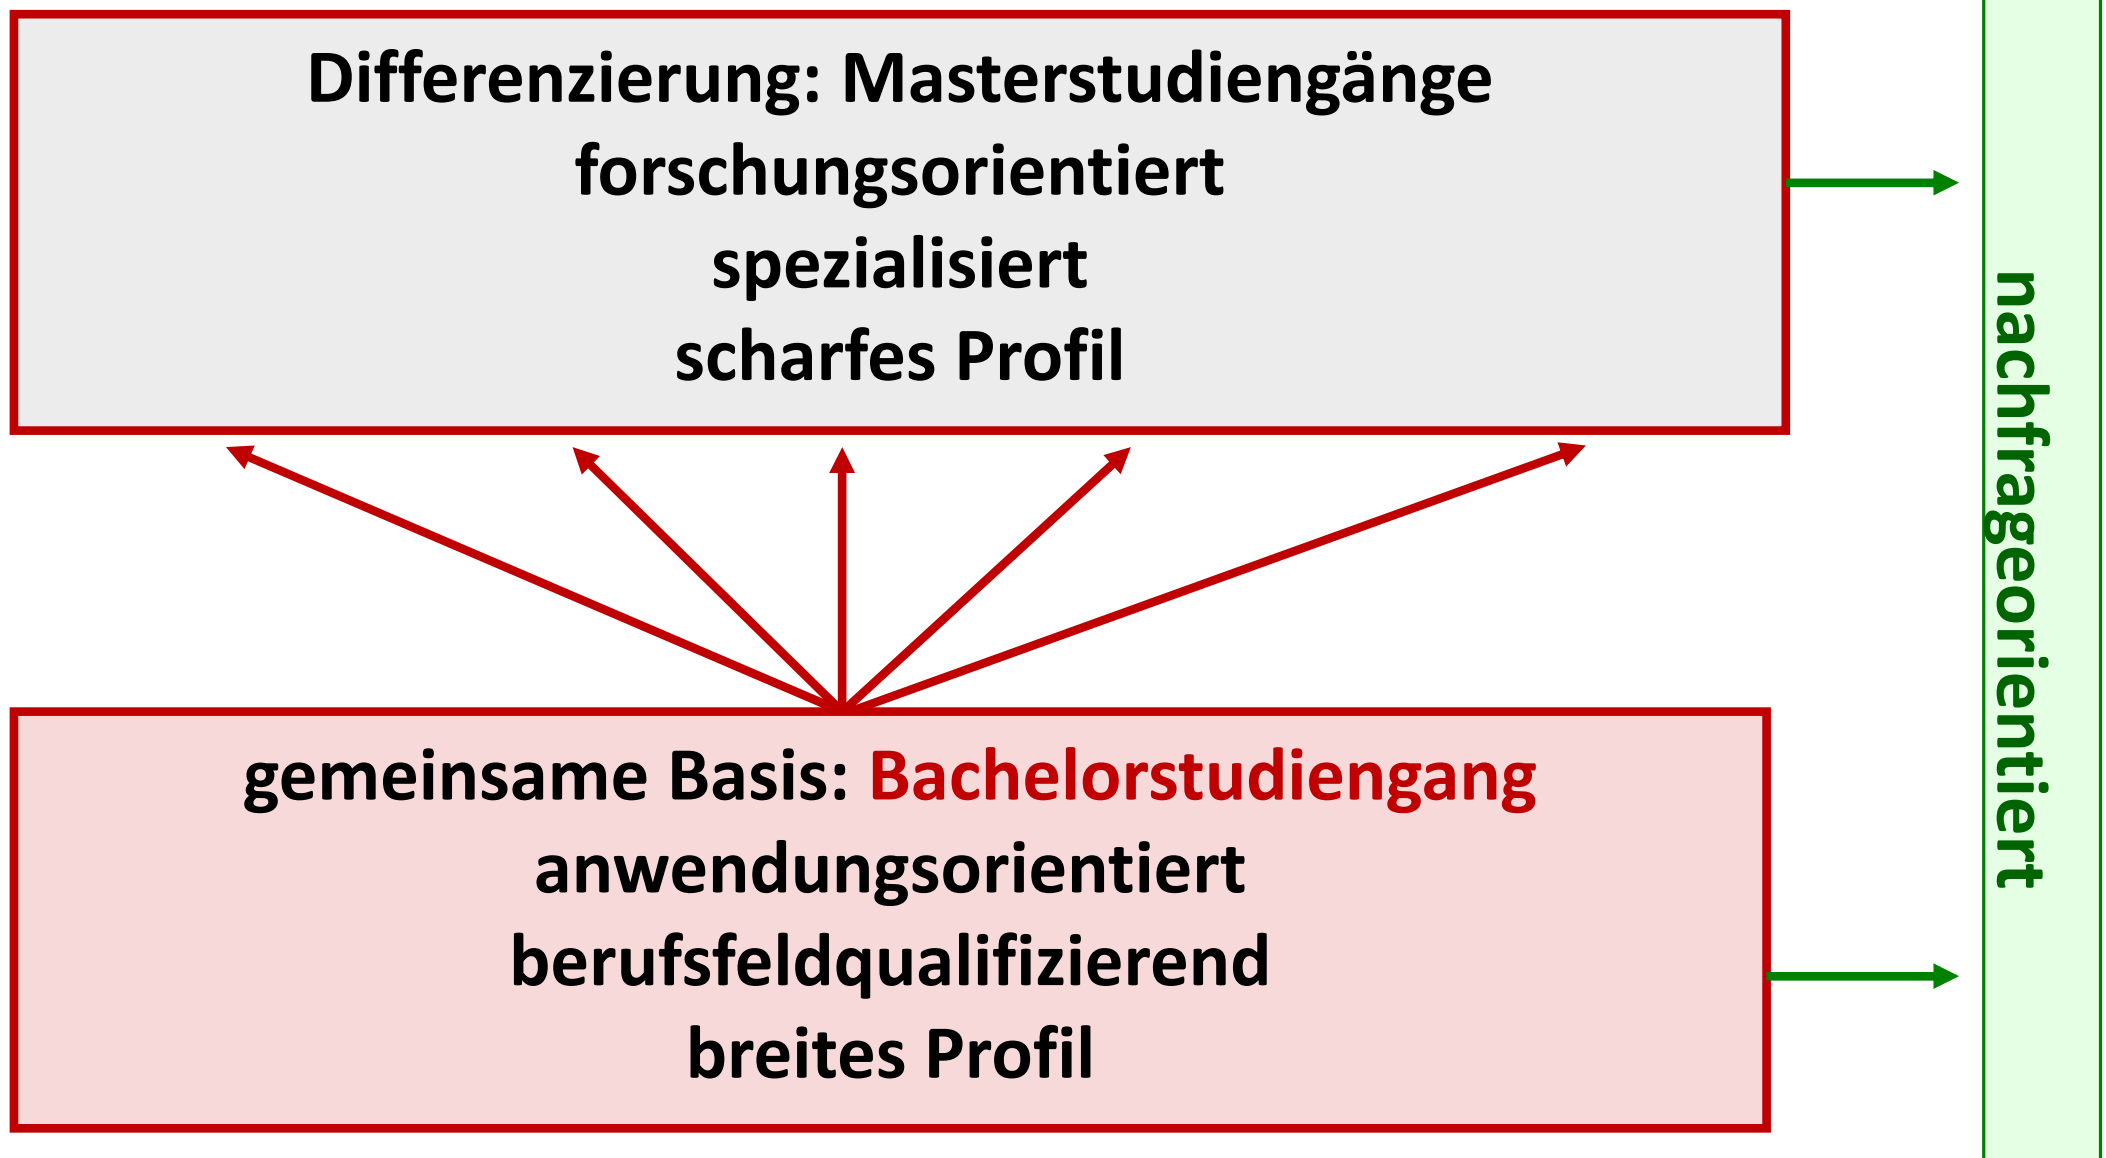 Differenzierung: Masterstudiengänge
forschungsorientiert
spezialisiert
scharfes Profil
gemeinsame Basis: Bachelorstudiengang
anwendungsorientiert
berufsfeldqualifizierend
breites Profil
nachfrageorientiert